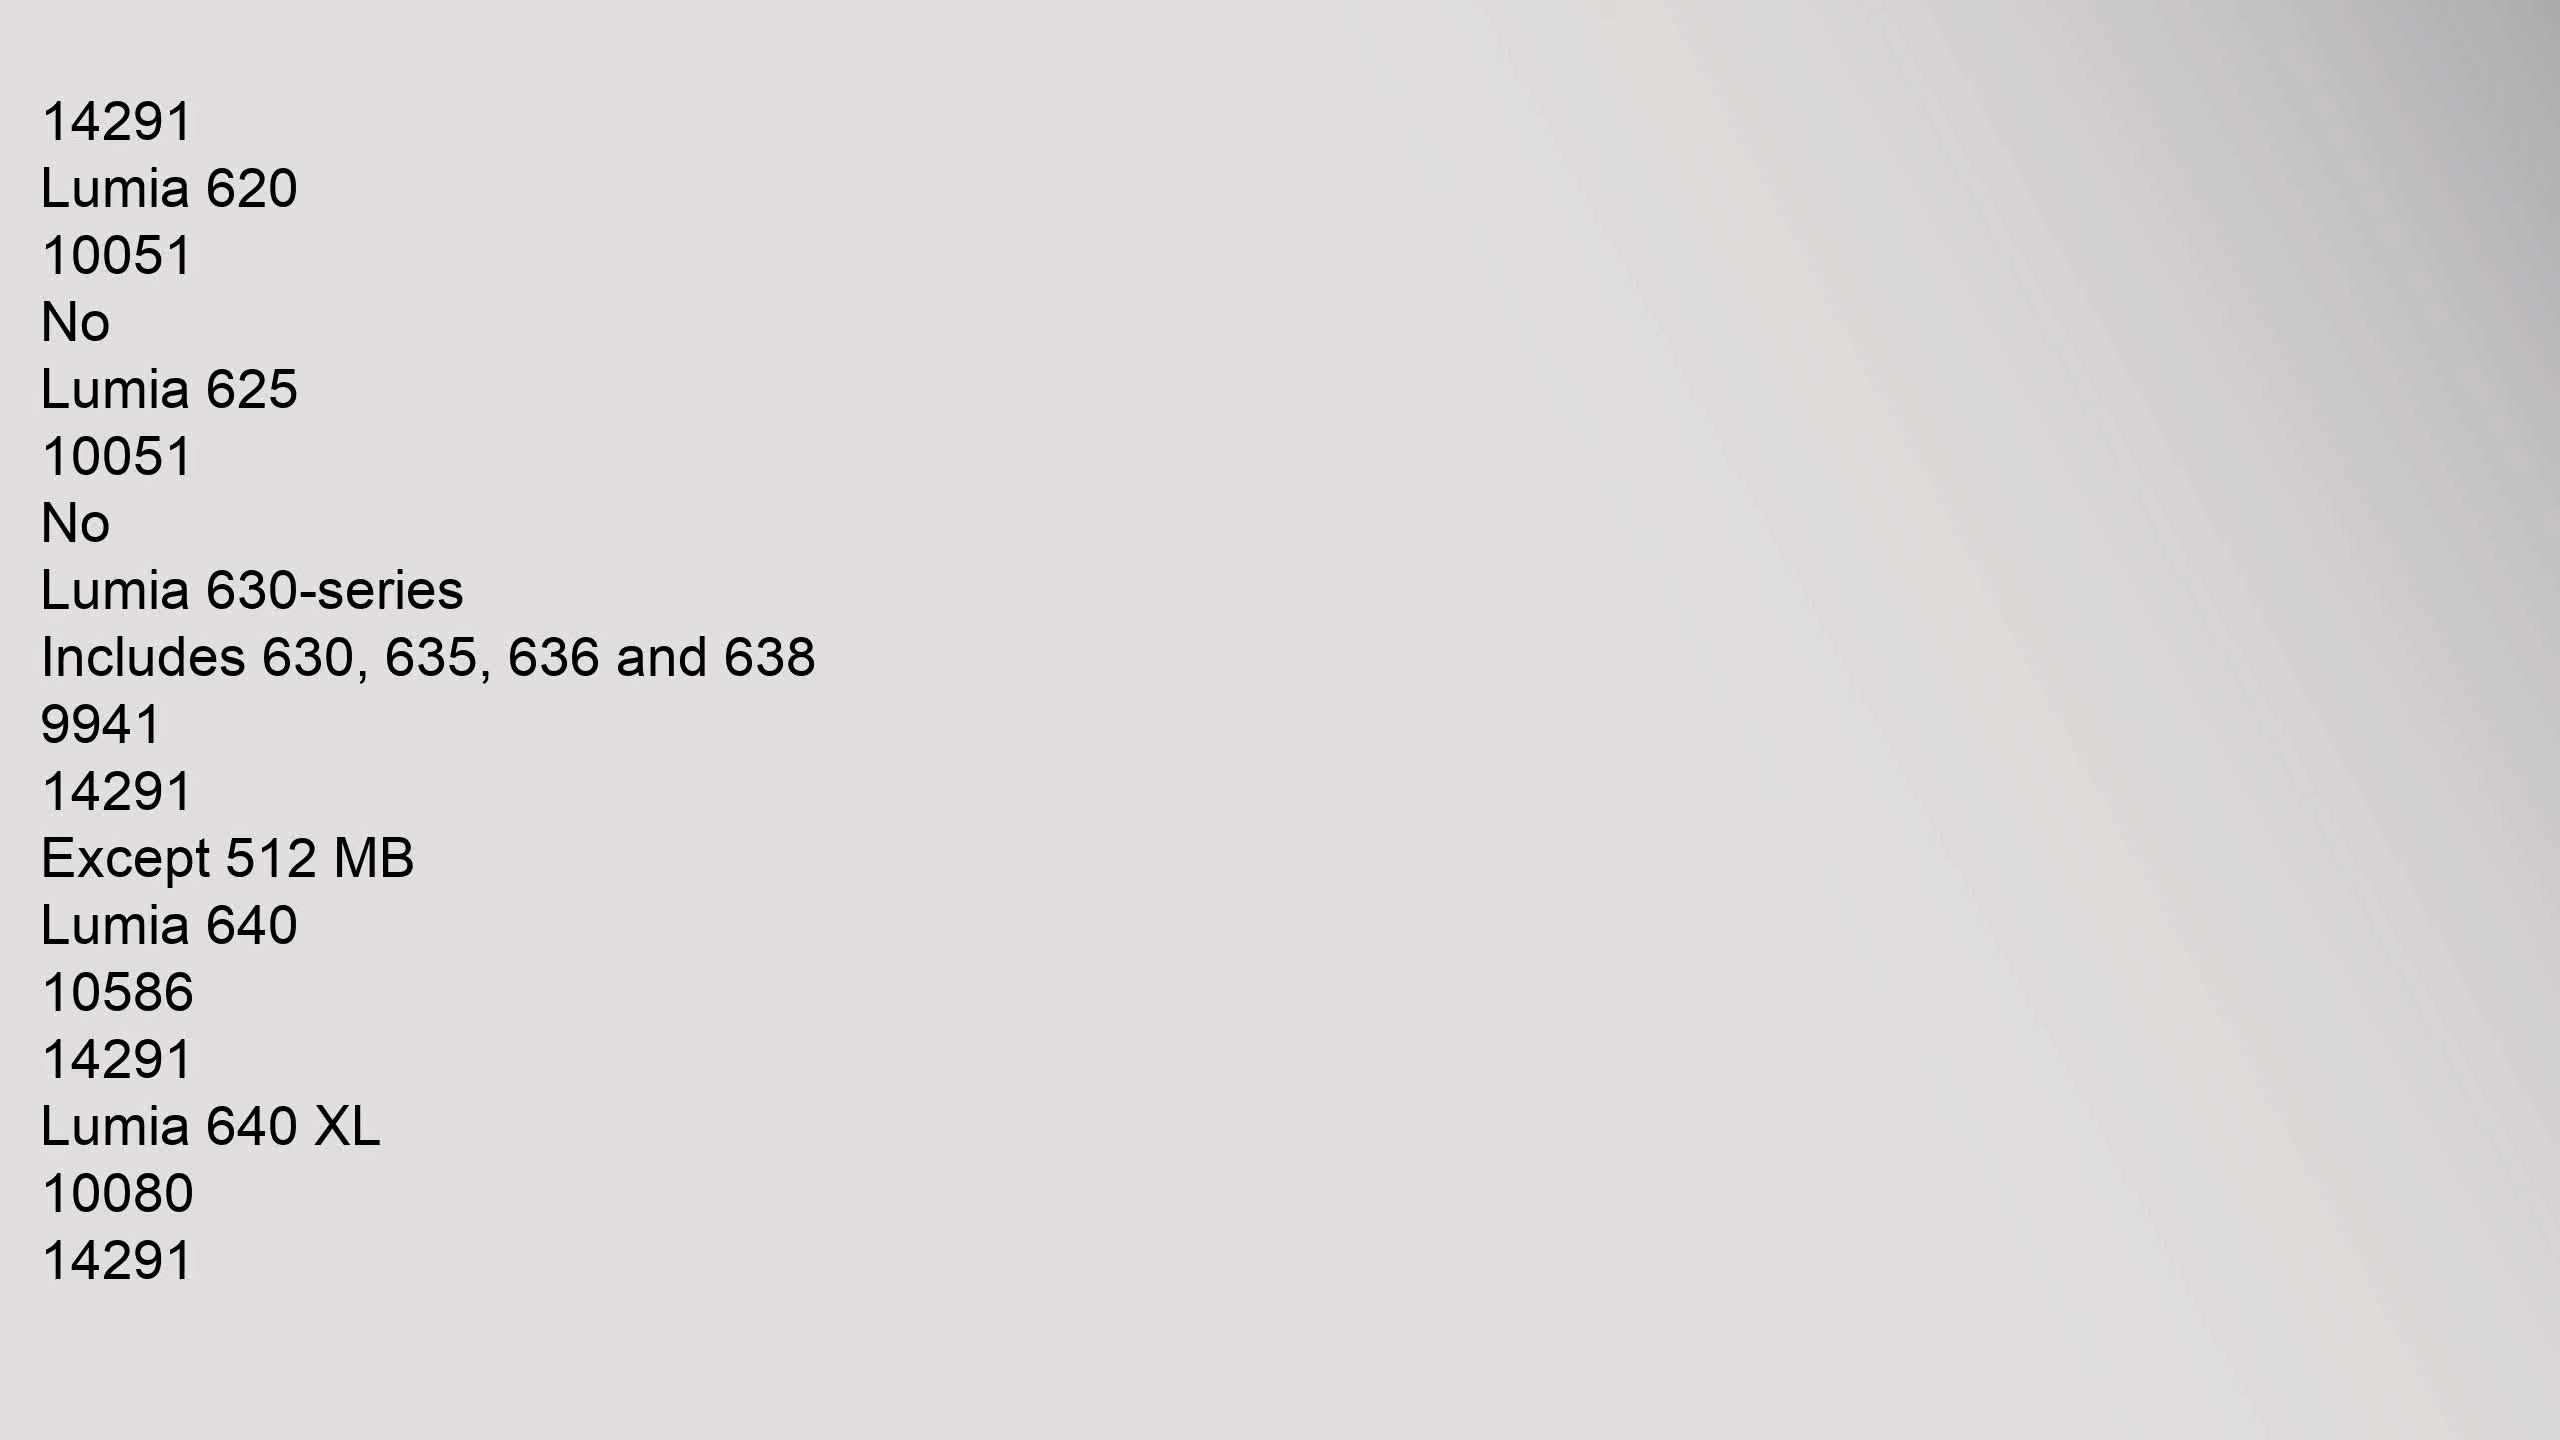 14291
Lumia 620
10051
No
Lumia 625
10051
No
Lumia 630-series
Includes 630, 635, 636 and 638
9941
14291
Except 512 MB
Lumia 640
10586
14291
Lumia 640 XL
10080
14291